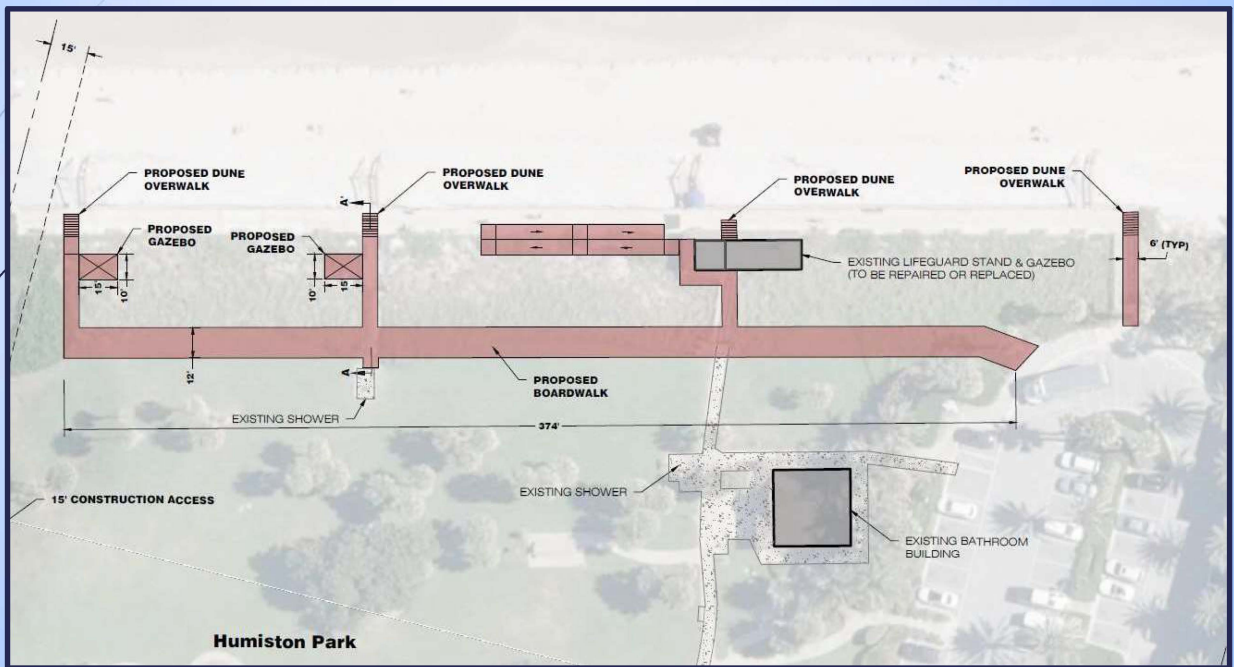 15'
PROPOSED DUNE
OVERWALK
PROPOSED
GAZEBO
15'
10'
PROPOSED DUNE
OVERWALK
A'
PROPOSED
GAZEBO
10'
15'
PROPOSED DUNE
OVERWALK
PROPOSED DUNE
OVERWALK
6' (TYP)
EXISTING LIFEGUARD STAND & GAZEBO
(TO BE REPAIRED OR REPLACED)
12'
A
PROPOSED
BOARDWALK
EXISTING SHOWER
374'
15' CONSTRUCTION ACCESS
EXISTING SHOWER
EXISTING BATHROOM
BUILDING
Humiston Park